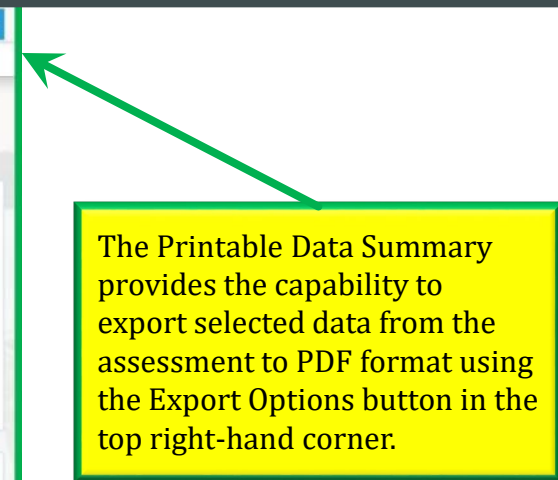 The Printable Data Summary
provides the capability to
export selected data from the
assessment to PDF format using
the Export Options button in the
top right-hand corner.